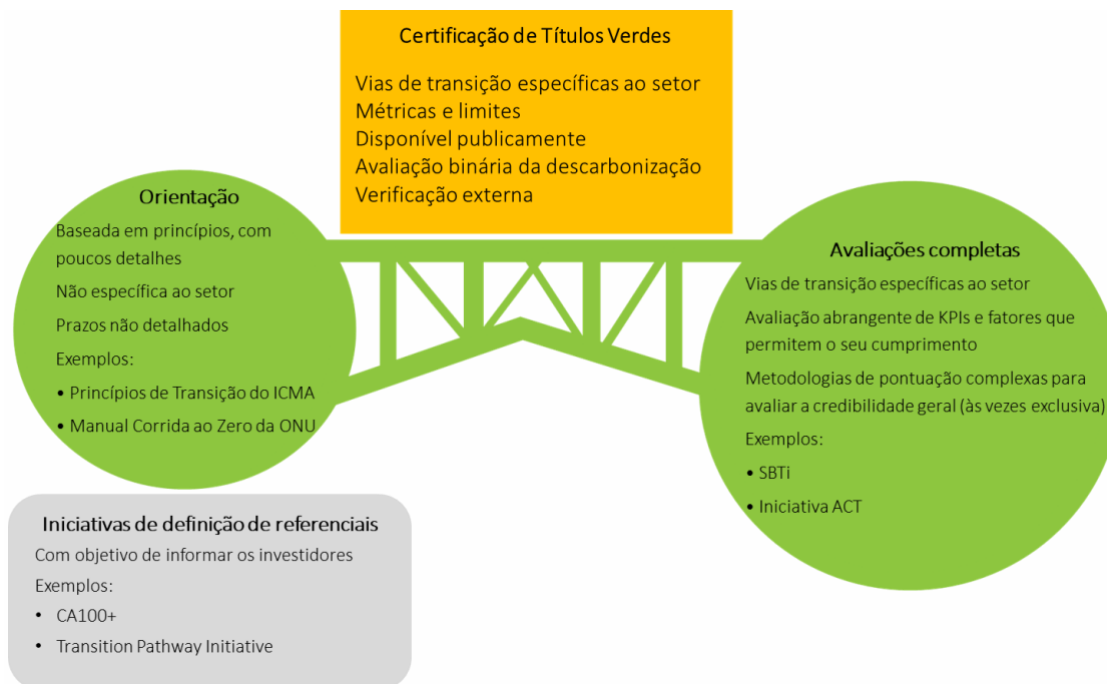 Certificação de Títulos Verdes
Vias de transição específicas ao setor
Métricas e limites
Disponível publicamente
Avaliação binária da descarbonização
Verificação externa
Orientação
Baseada em princípios, com
poucos detalhes
Não específica ao setor
Prazos não detalhados
Exemplos:
• Princípios de Transição do ICMA
• Manual Corrida ao Zero da ONU
Avaliações completas
Vias de transição específicas ao setor
Avaliação abrangente de KPIs e fatores que
permitem o seu cumprimento
Metodologias de pontuação complexas para
avaliar a credibilidade geral (às vezes exclusiva)
Exemplos:
• SBTi
• Iniciativa ACT
Iniciativas de definição de referenciais
Com objetivo de informar os investidores
Exemplos:
• CA100+
• Transition Pathway Initiative